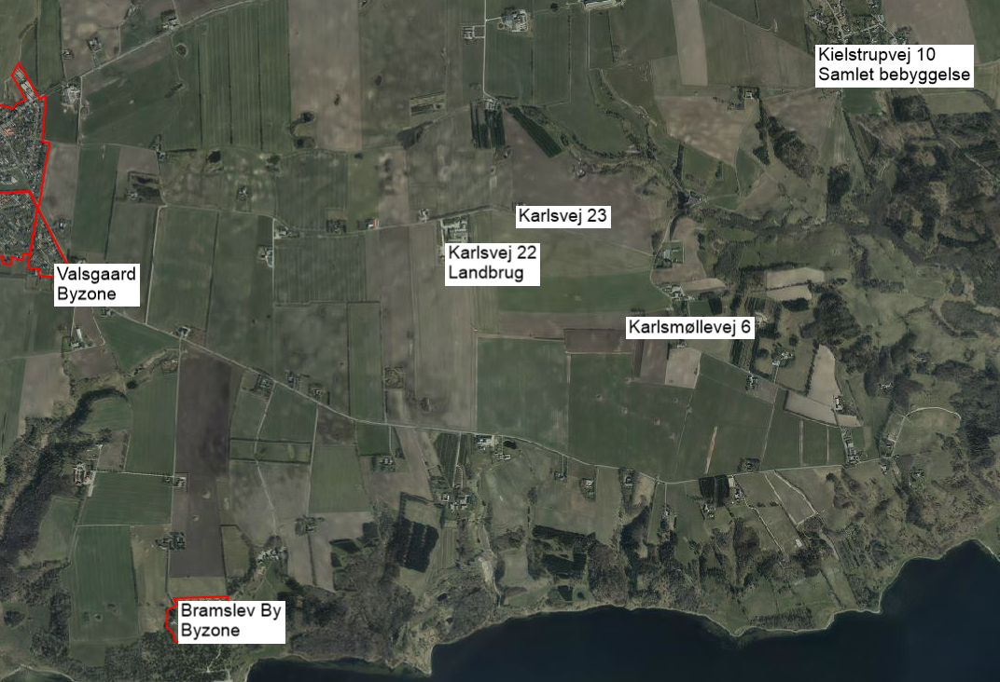 Kielstrupvej 10
Samlet bebyggelse
Karlsvej 23
Karlsvej 22
Landbrug
Valsgaard
Byzone
Karlsmøllevej 6
Bramslev By
Byzone